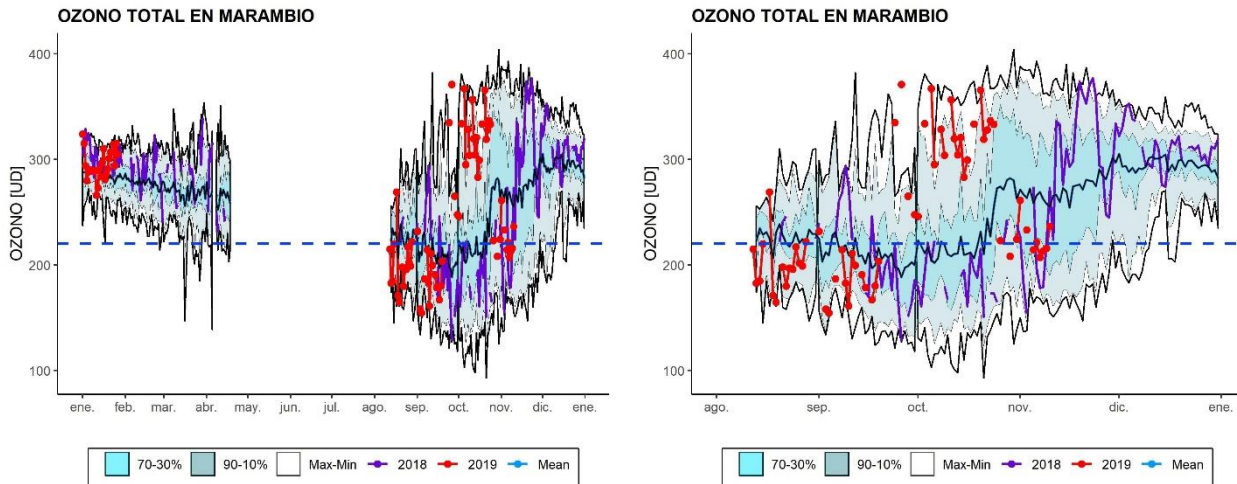 OZONO TOTAL EN MARAMBIO
OZONO [UD]
400
300
200
100
ene. feb. mar. abr. may. jun. jul. ago. sep. oct. nov. dic. ene.
70-30% 90-10% Max-Min 2018 2019 Mean
OZONO TOTAL EN MARAMBIO
OZONO [UD]
400
300
200
100
ago. sep. oct. nov. dic. ene.
70-30% 90-10% Max-Min 2018 2019 Mean